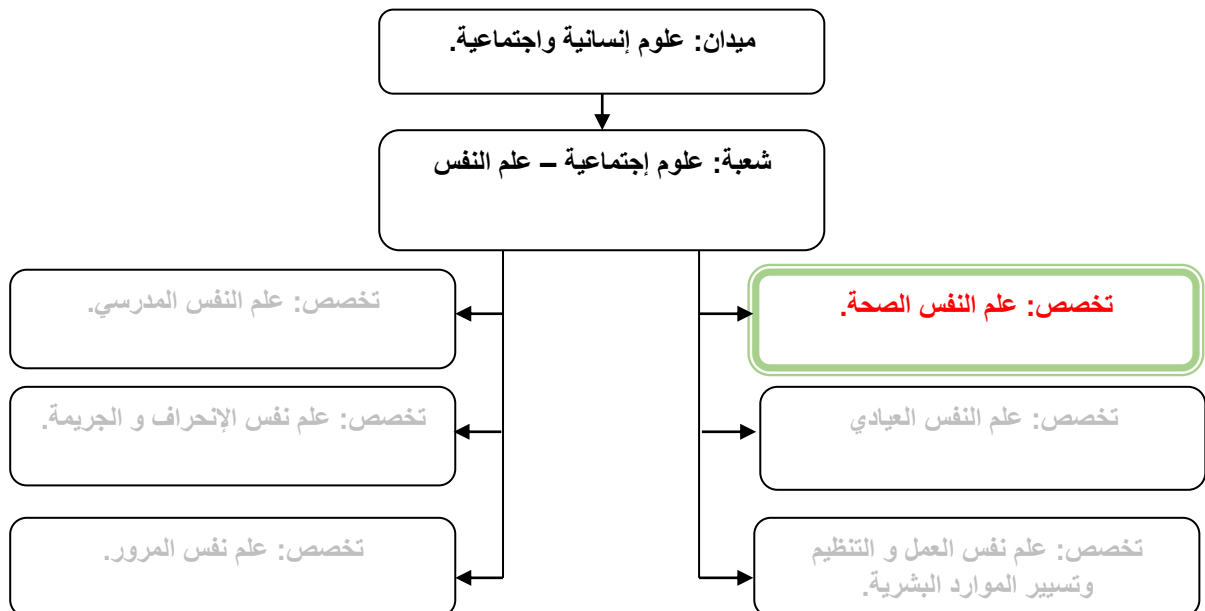 ميدان: علوم إنسانية واجتماعية.
شعبة: علوم إجتماعية – علم النفس
تخصص: علم النفس الصحة.
تخصص: علم النفس المدرسي.
تخصص: علم النفس العيادي
تخصص: علم نفس الإنحراف و الجريمة.
تخصص: علم نفس العمل و التنظيم
وتسيير الموارد البشرية.
تخصص: علم نفس المرور.